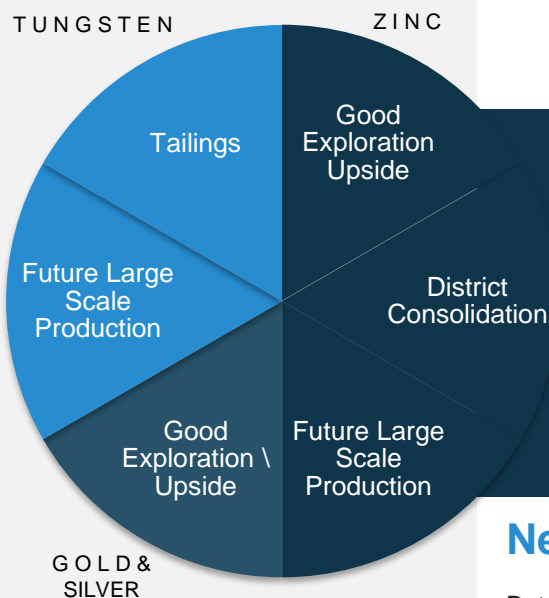 TUNGSTEN
ZINC
Good
Exploration
Upside
Tailings
District
Consolidation
Future Large
Scale
Production
Good
Exploration \
Upside
Future Large
Scale
Production
GOLD &
SILVER